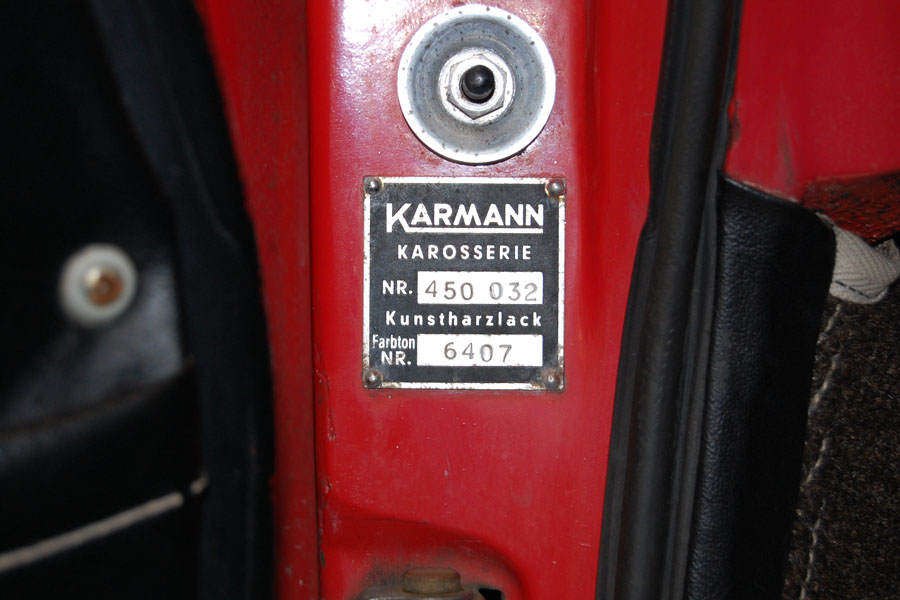 KARMANN
KAROSSERIE
NR. 450 032
Kunstharzlack
Farbton
NR. 6407